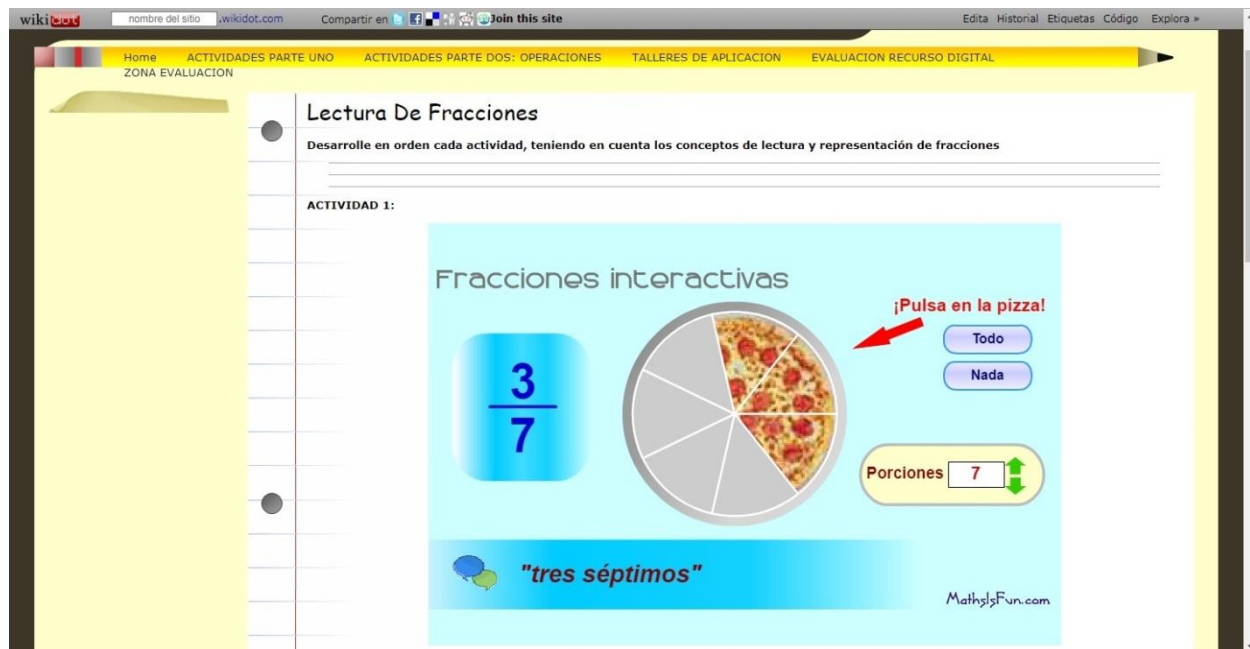 wikidot nombre del sitio .wikidot.com Compartir en Join this site Edita Historial Etiquetas Código Explora »
Home ACTIVIDADES PARTE UNO ACTIVIDADES PARTE DOS: OPERACIONES TALLERES DE APLICACION EVALUACION RECURSO DIGITAL
ZONA EVALUACION
Lectura De Fracciones
Desarrolle en orden cada actividad, teniendo en cuenta los conceptos de lectura y representación de fracciones
ACTIVIDAD 1:
Fracciones interactivas
¡Pulsa en la pizza!
Todo
Nada
3
7
Porciones 7
"tres séptimos"
MathsIsFun.com